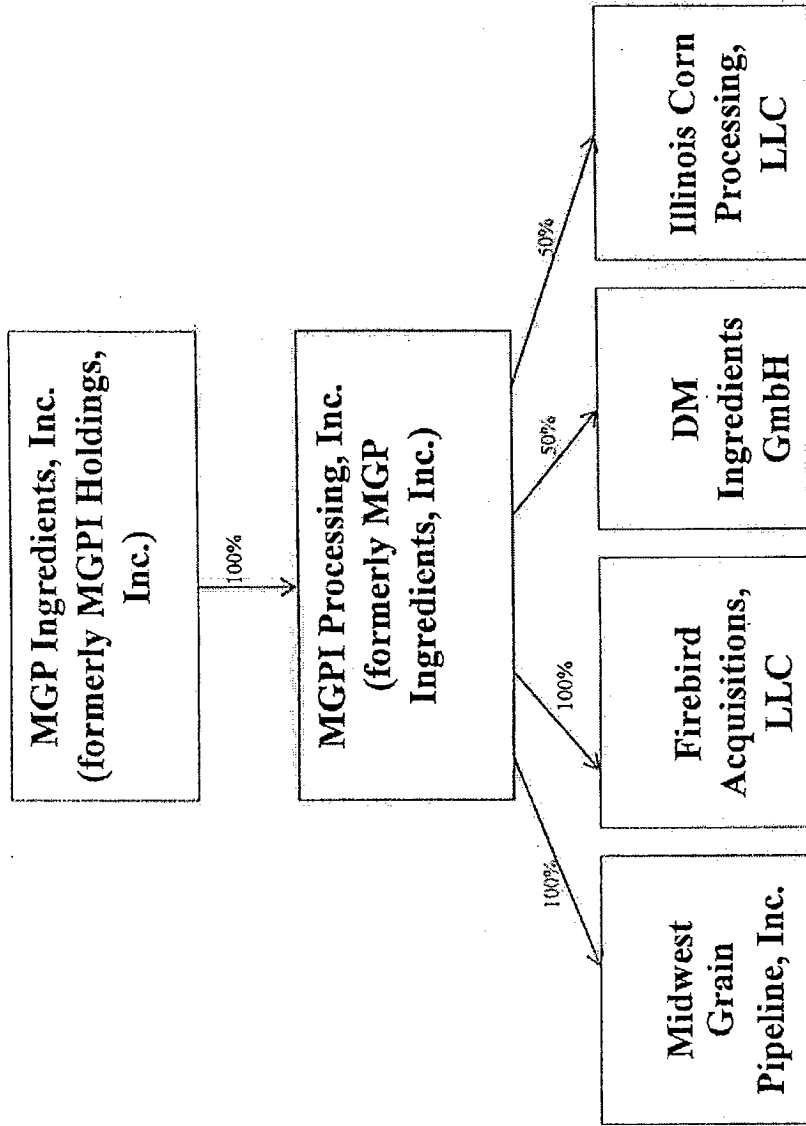 MGP Ingredients, Inc.
(formerly MGPI Holdings,
Inc.)
100%
MGPI Processing, Inc.
(formerly MGP
Ingredients, Inc.)
100%
100%
50%
50%
Midwest
Grain
Pipeline, Inc.
Firebird
Acquisitions,
LLC
DM
Ingredients
GmbH
Illinois Corn
Processing,
LLC